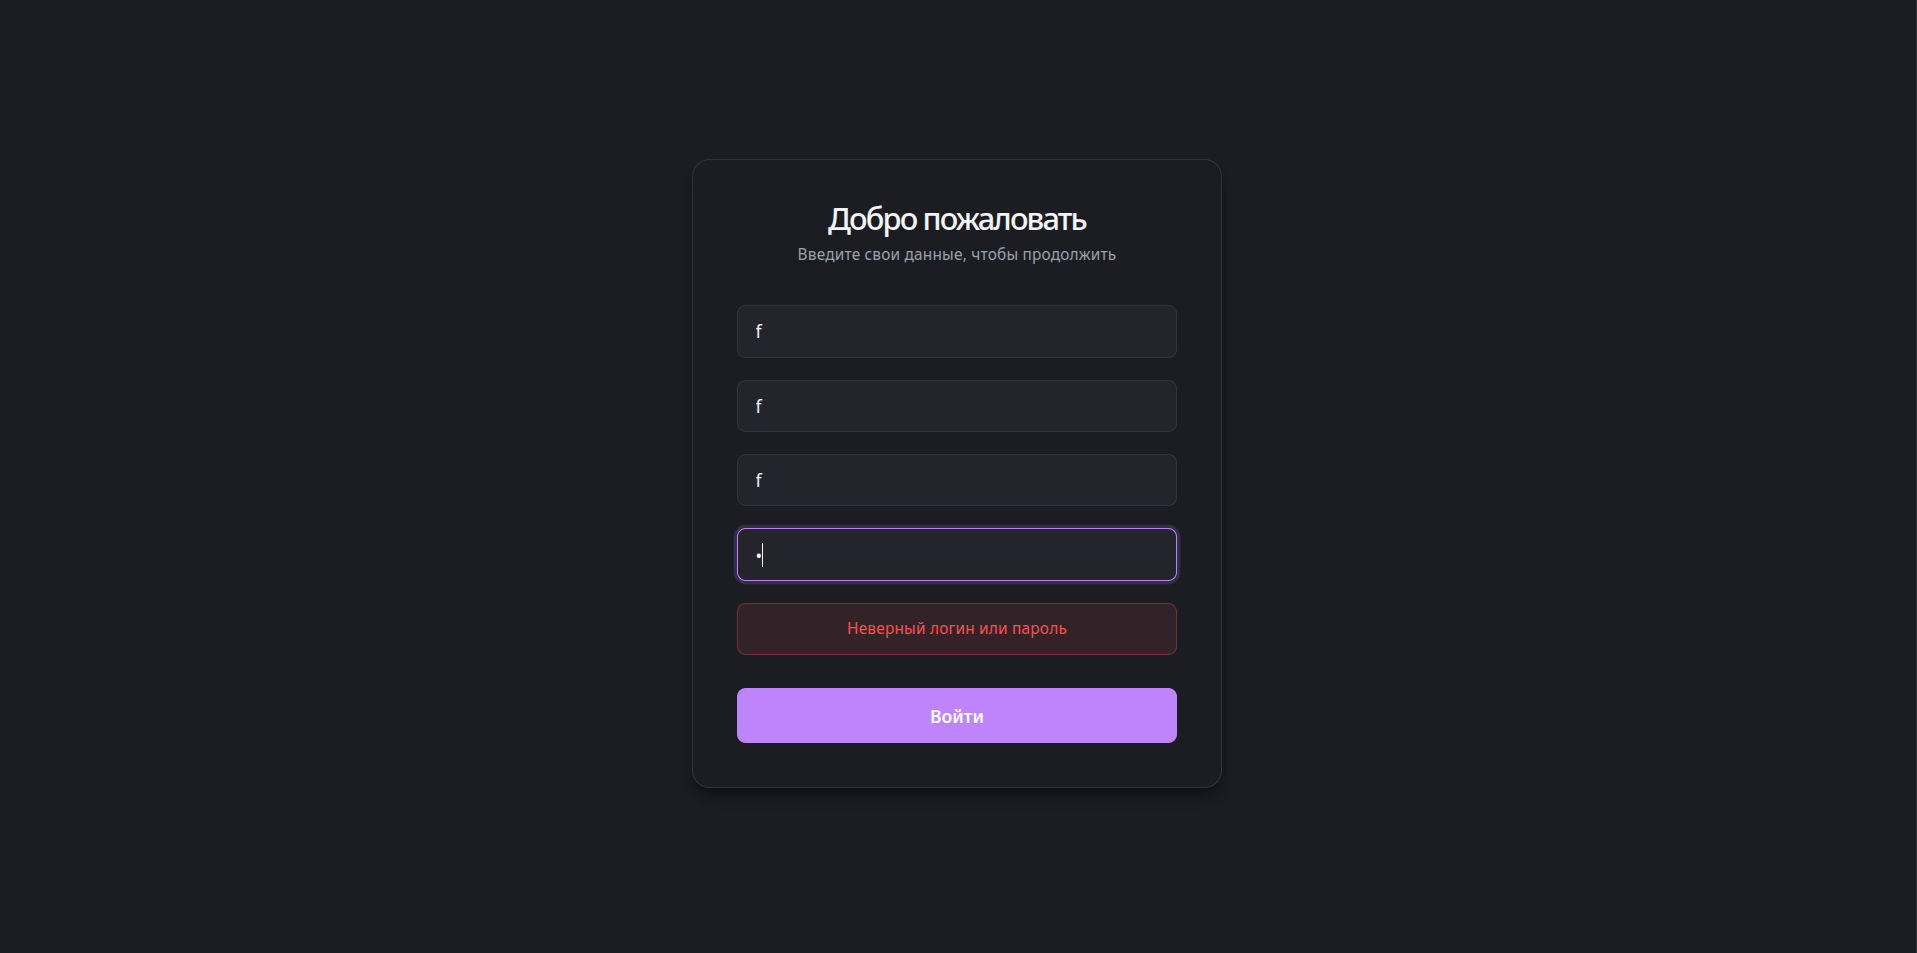 Добро пожаловать
Введите свои данные, чтобы продолжить
f
f
f
•
Неверный логин или пароль
Войти